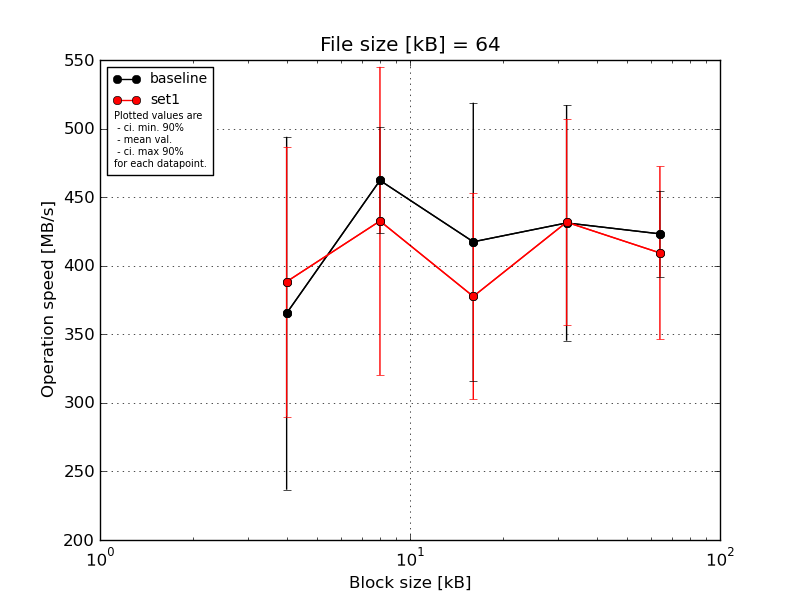 File size [kB] = 64
550
500
450
400
350
300
250
200
Operation speed [MB/s]
baseline
set1
Plotted values are
- ci. min. 90%
- mean val.
- ci. max 90%
for each datapoint.
10^0
10^1
10^2
Block size [kB]